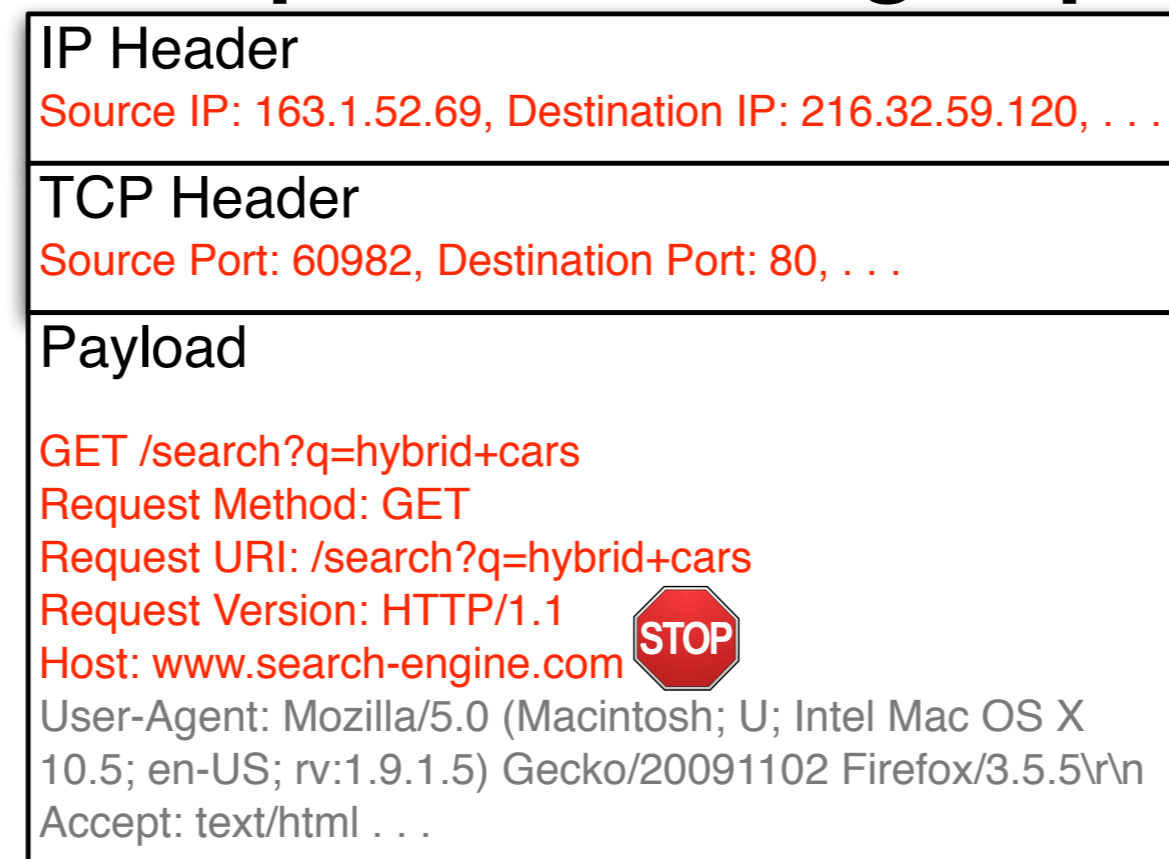 IP Header
Source IP: 163.1.52.69, Destination IP: 216.32.59.120, . . .
TCP Header
Source Port: 60982, Destination Port: 80, . . .
Payload
GET /search?q=hybrid+cars
Request Method: GET
Request URI: /search?q=hybrid+cars
Request Version: HTTP/1.1
STOP
Host: www.search-engine.com
User-Agent: Mozilla/5.0 (Macintosh; U; Intel Mac OS X
10.5; en-US; rv:1.9.1.5) Gecko/20091102 Firefox/3.5.5\r\n
Accept: text/html . . .